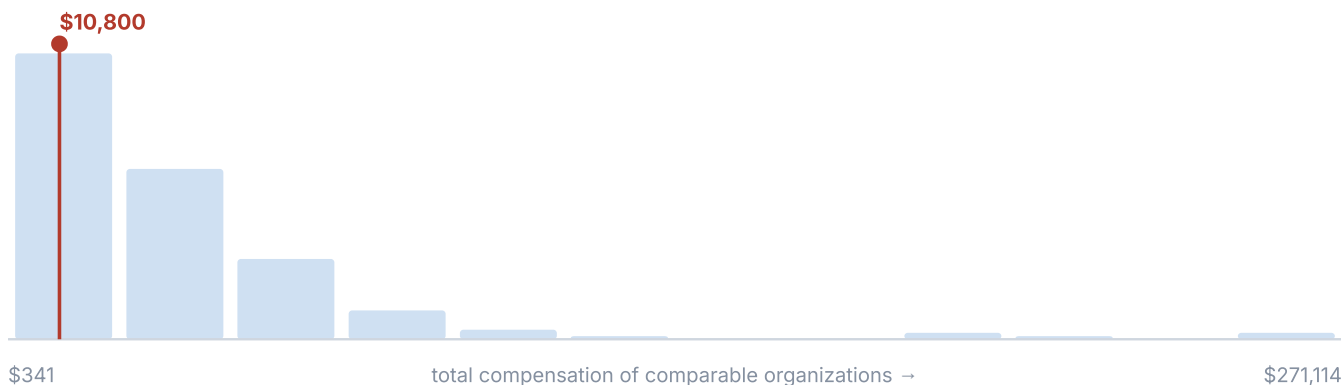 $10,800
$341 total compensation of comparable organizations → $271,114